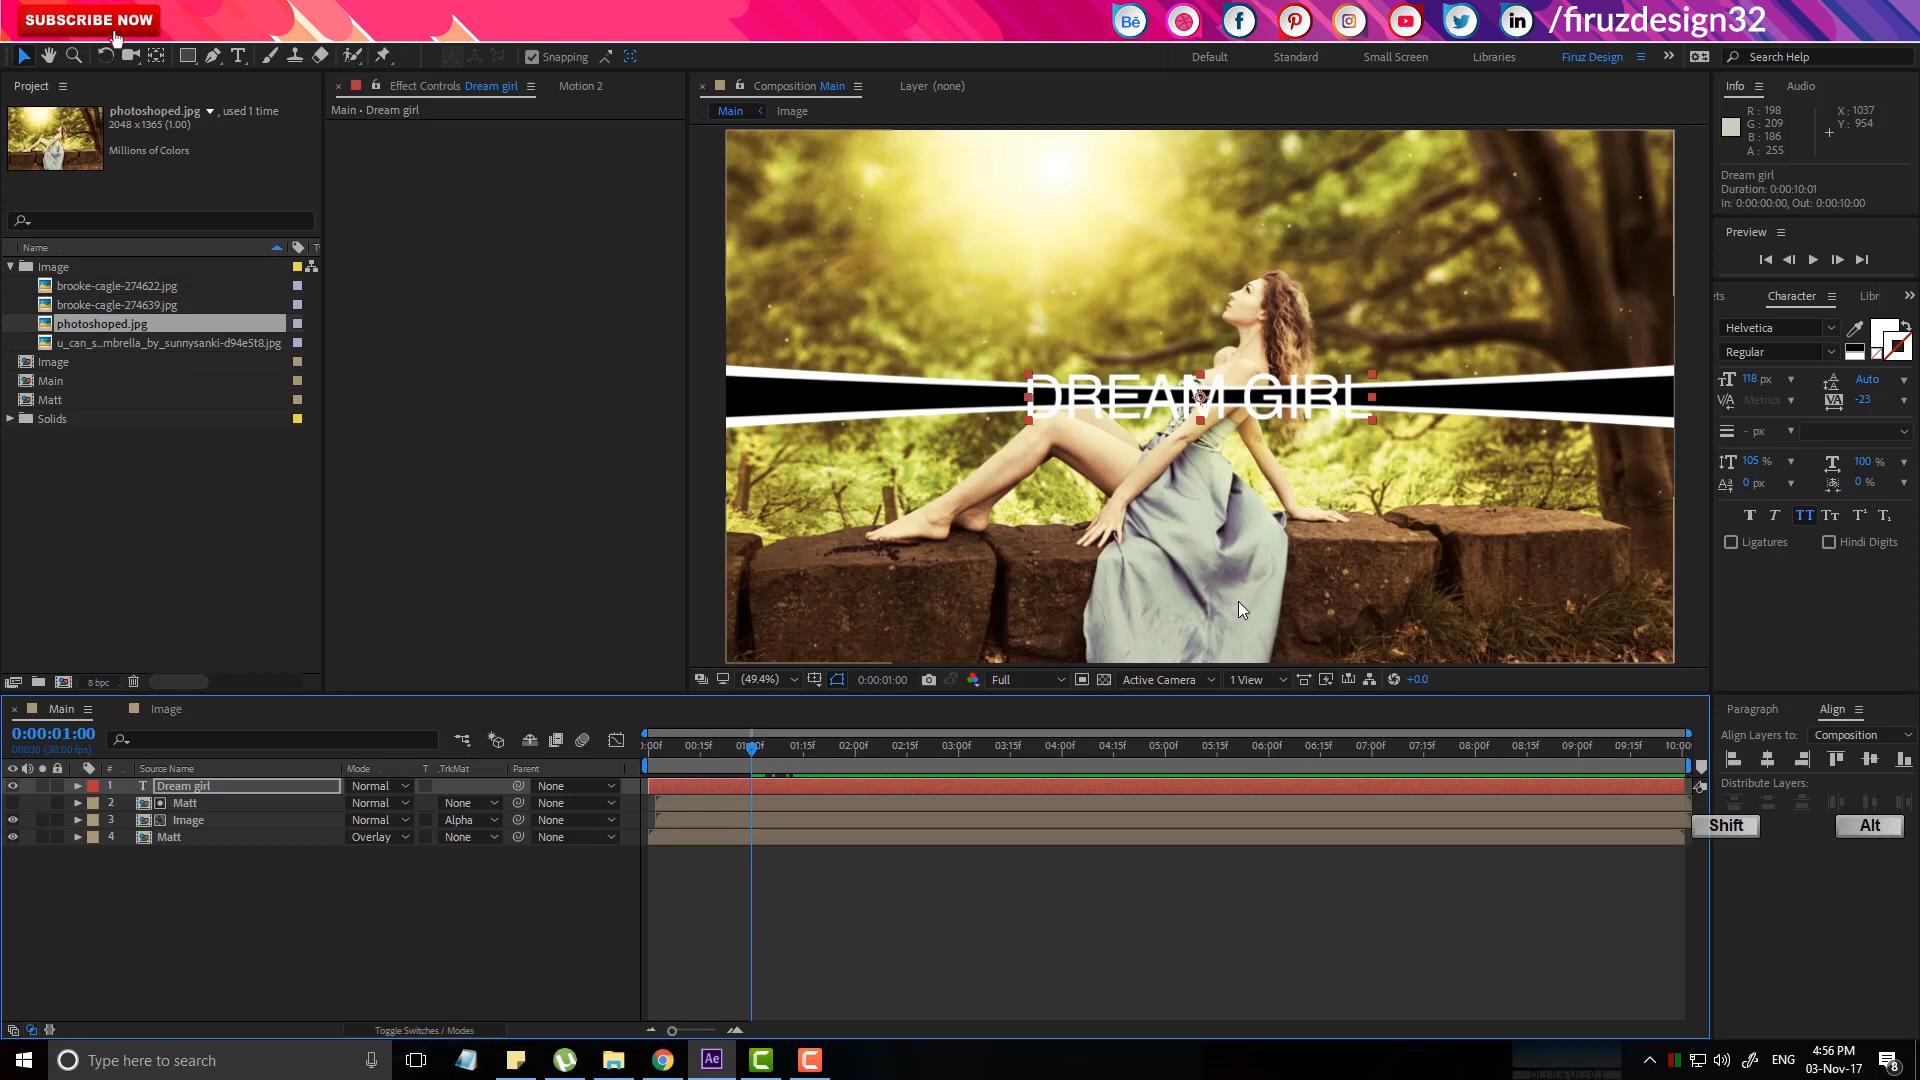 SUBSCRIBE NOW
Bē
/firuzdesign32
Snapping
Default
Standard
Small Screen
Libraries
Firuz Design
Search Help
Project
photoshoped.jpg , used 1 time
2048 x1365 (1.00)
Millions of Colors
Name
Image
brooke-cagle-274622.jpg
brooke-cagle-274639.jpg
photoshoped.jpg
u_can_s...mbrella_by_sunnysanki-d94e5t8.jpg
Image
Main
Matt
Solids
8 bpc
Effect Controls Dream girl
Motion 2
Main • Dream girl
Composition Main
Layer (none)
Main
Image
DREAM GIRL
(49.4%)
0:00:01:00
Full
Active Camera
1 View
+0.0
Info
Audio
R : 198
G : 209
B : 186
A : 255
X : 1037
Y : 954
Dream girl
Duration: 0:00:10:01
In: 0:00:00:00, Out: 0:00:10:00
Preview
ets
Character
Libr
Helvetica
Regular
118 px
Auto
Metrics
-23
- px
105 %
100 %
0 px
0 %
Ligatures
Hindi Digits
Paragraph
Align
Align Layers to:
Composition
Distribute Layers:
Shift
Alt
Main
Image
0:00:01:00
00030 (30.00 fps)
:00f 00:15f 01:00f 01:15f 02:00f 02:15f 03:00f 03:15f 04:00f 04:15f 05:00f 05:15f 06:00f 06:15f 07:00f 07:15f 08:00f 08:15f 09:00f 09:15f 10:00
# Source Name Mode T .TrkMat Parent
1 T Dream girl Normal None
2 Matt Normal None None
3 Image Normal Alpha None
4 Matt Overlay None None
Toggle Switches / Modes
Type here to search
Ae
ENG
4:56 PM
03-Nov-17
8